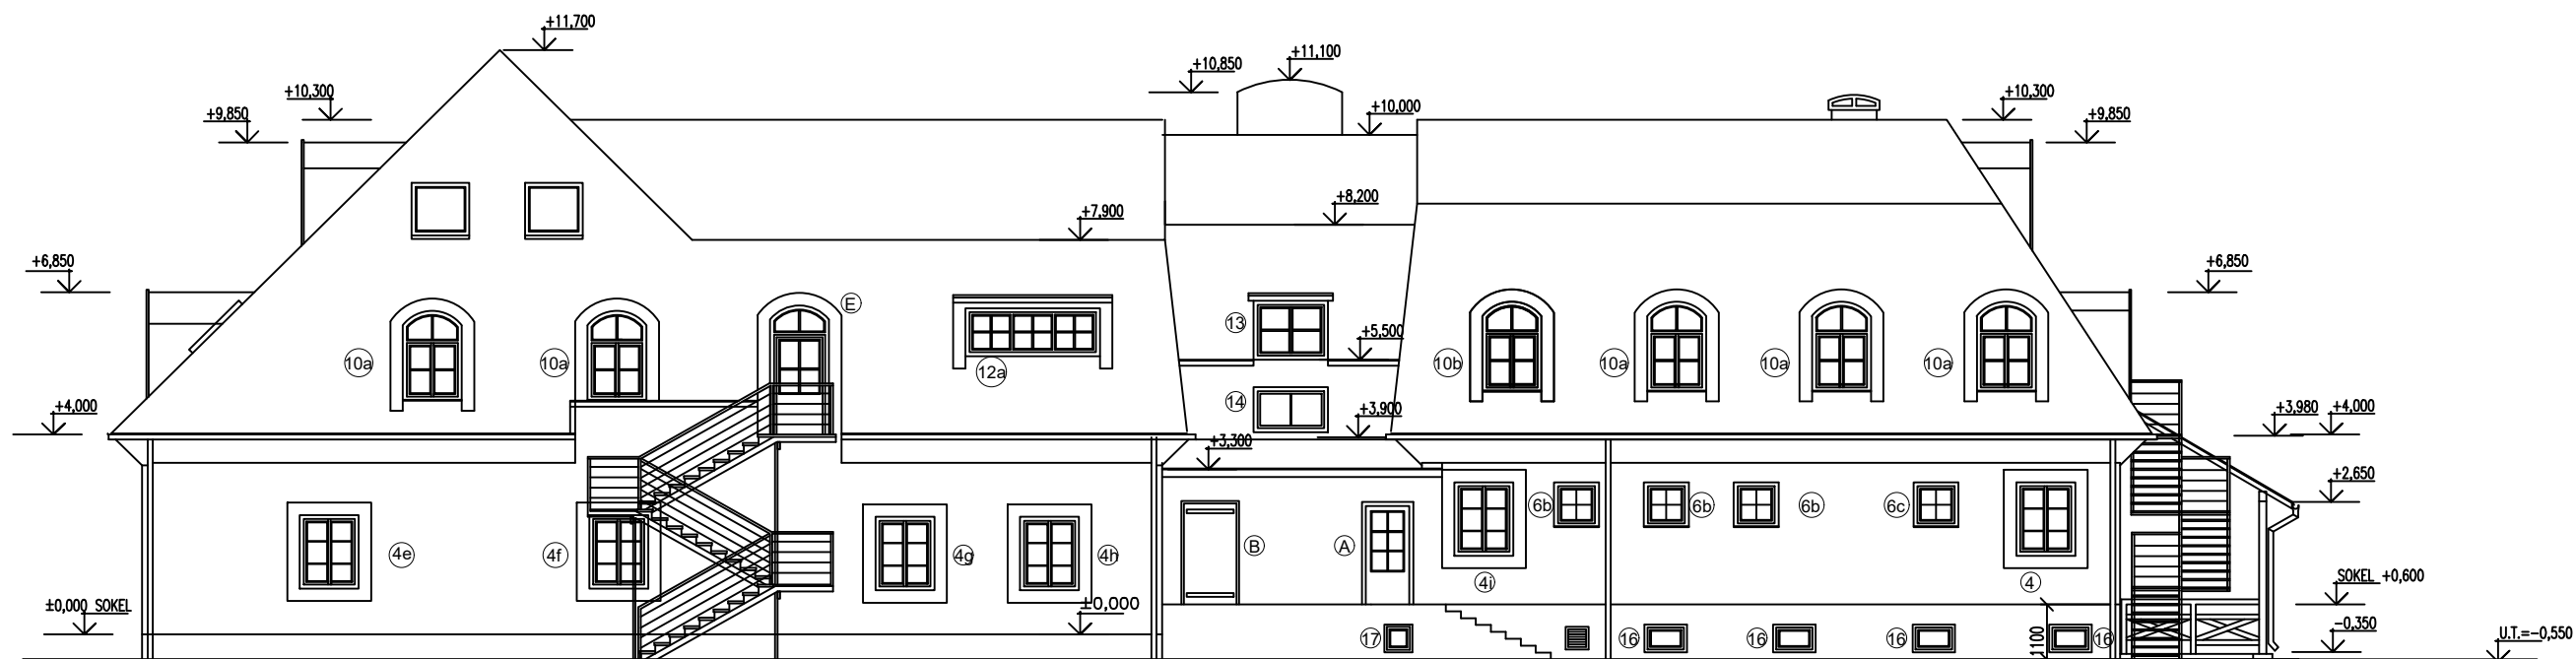 +11,700
+11,100
+10,850
+10,300
+10,300
+10,000
+9,850
+9,850
+8,200
+7,900
+6,850
+6,850
E
13
+5,500
10a
10a
12a
10b
10a
10a
10a
14
+4,000
+3,900
+3,980
+4,000
+3,300
+2,650
6b
6b
6b
6c
4e
4f
4g
4h
B
A
4i
4
SOKEL +0,600
±0,000 SOKEL
±0,000
-0,350
U.T.=-0,550
17
16
16
16
16
1100